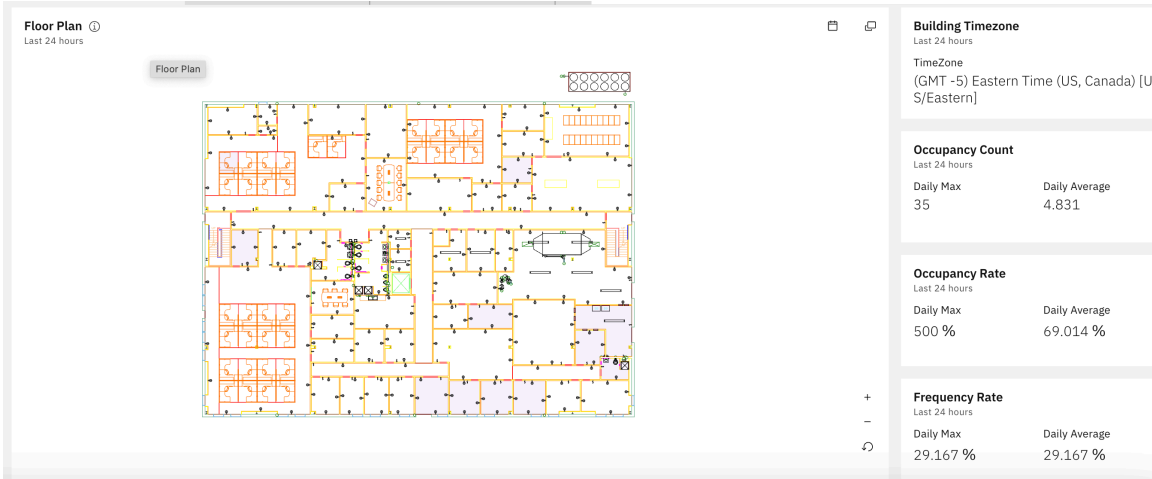 Floor Plan
Last 24 hours
Floor Plan
Building Timezone
Last 24 hours
TimeZone
(GMT -5) Eastern Time (US, Canada) [U
S/Eastern]
Occupancy Count
Last 24 hours
Daily Max Daily Average
35 4.831
Occupancy Rate
Last 24 hours
Daily Max Daily Average
500 % 69.014 %
Frequency Rate
Last 24 hours
Daily Max Daily Average
29.167 % 29.167 %